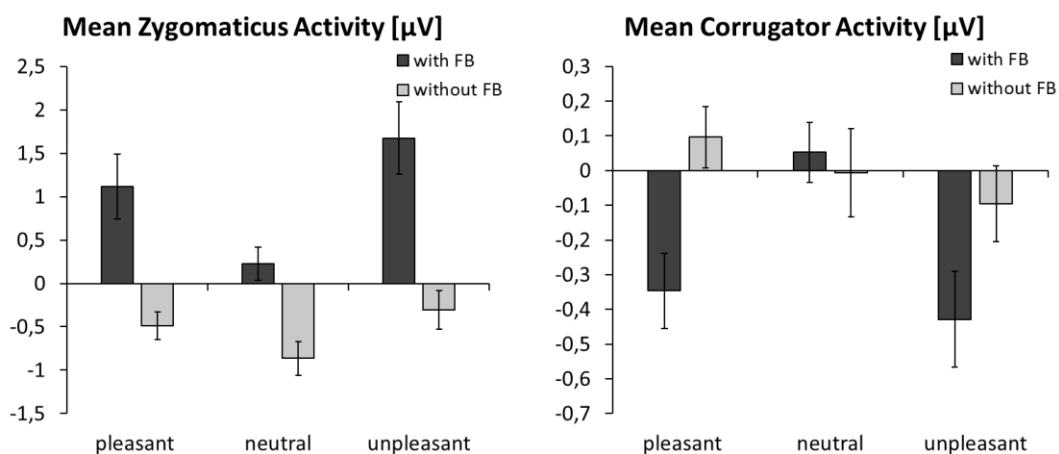 Mean Zygomaticus Activity [µV]
with FB
without FB
2,5
2
1,5
1
0,5
0
-0,5
-1
-1,5
pleasant neutral unpleasant
Mean Corrugator Activity [µV]
with FB
without FB
0,3
0,2
0,1
0
-0,1
-0,2
-0,3
-0,4
-0,5
-0,6
-0,7
pleasant neutral unpleasant